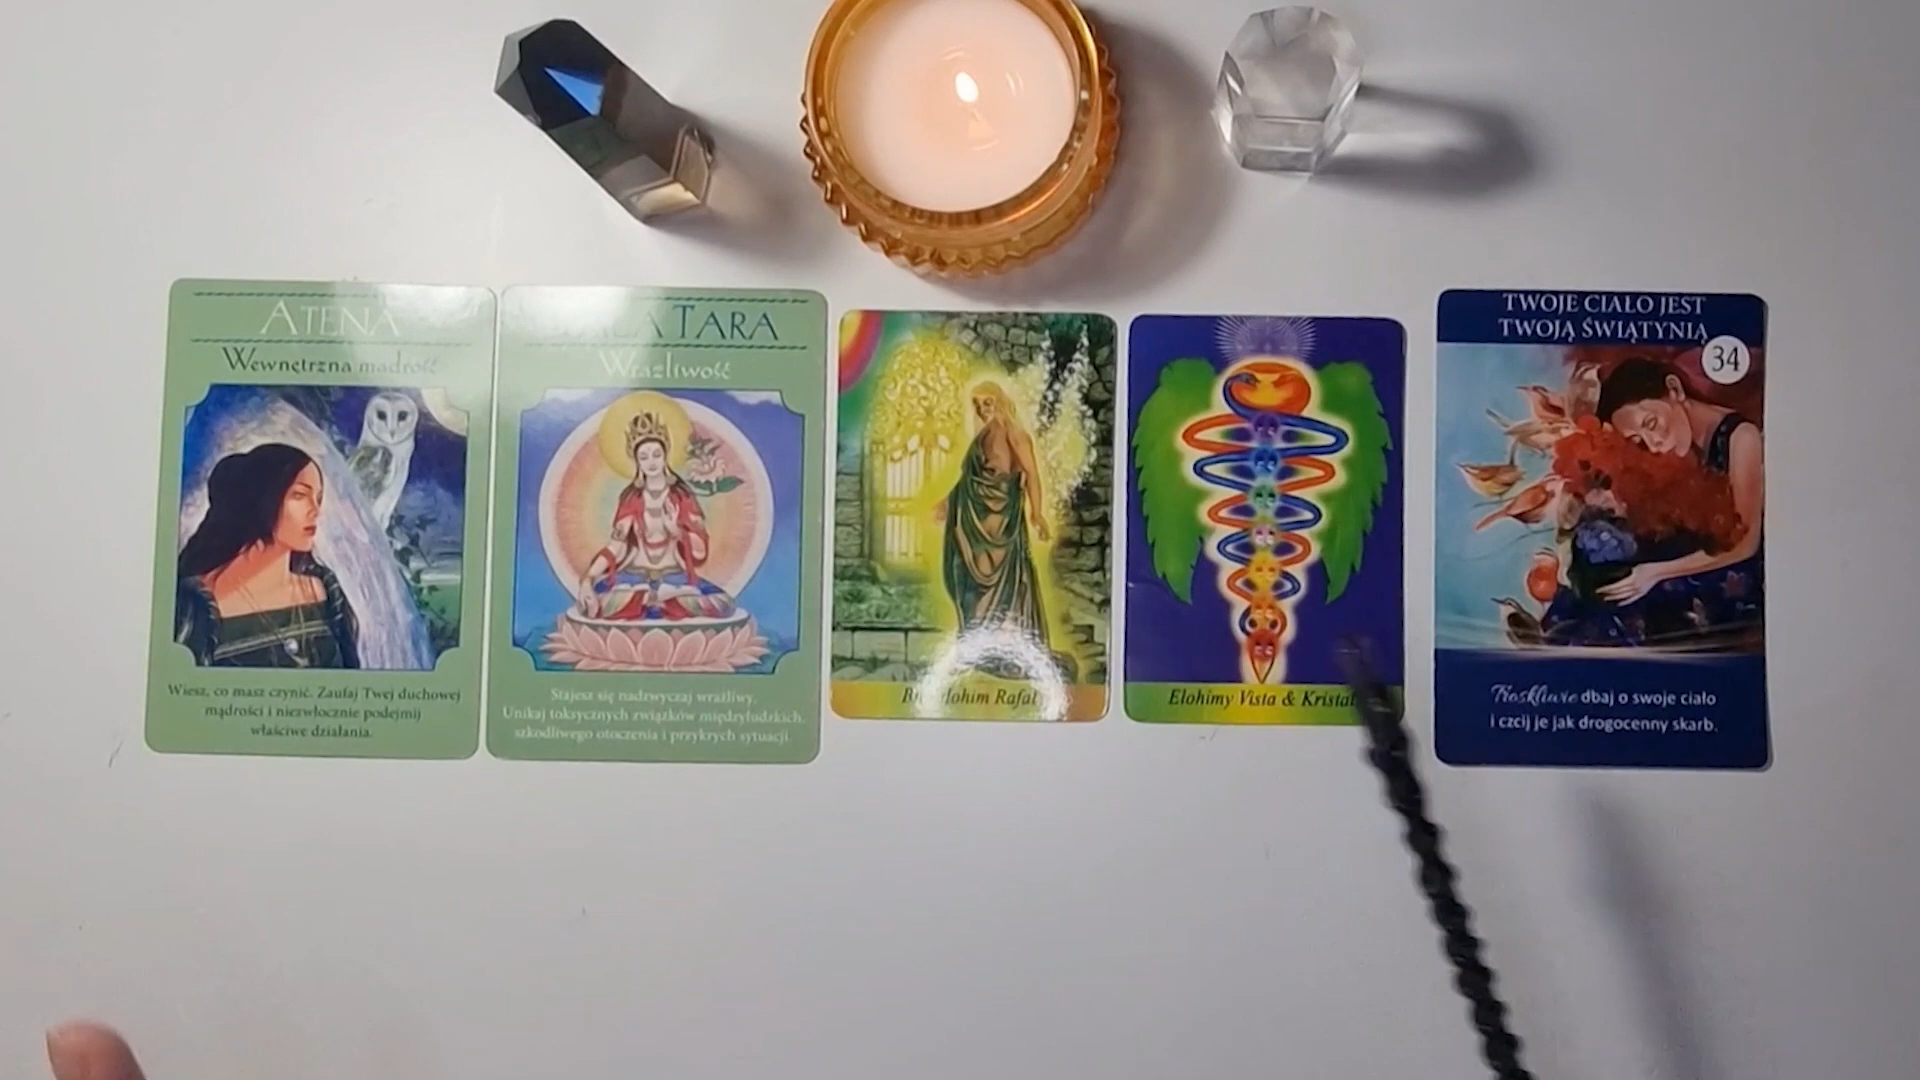 ATENA
Wewnętrzna mądrość
Wiesz, co masz czynić. Zaufaj Twej duchowej
mądrości i niezwłocznie podejmij
właściwe działania.
TARA
Wrażliwość
Stajesz się nadzwyczaj wrażliwy.
Unikaj toksycznych związków międzyludzkich,
szkodliwego otoczenia i przykrych sytuacji.
Rafał
Elohimy Vista & Kristal
TWOJE CIAŁO JEST
TWOJĄ ŚWIĄTYNIĄ
34
Troskliwie dbaj o swoje ciało
i czcij je jak drogocenny skarb.